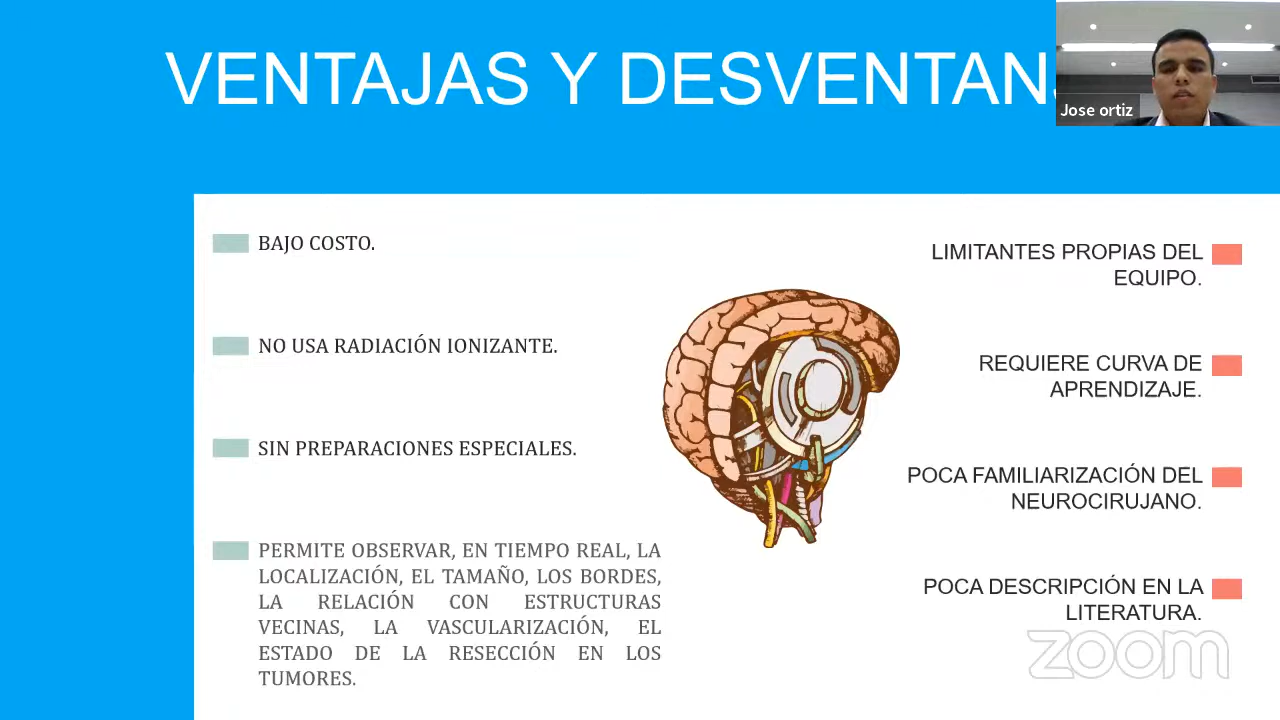 VENTAJAS Y DESVENTAN
Jose ortiz
BAJO COSTO.
NO USA RADIACIÓN IONIZANTE.
SIN PREPARACIONES ESPECIALES.
PERMITE OBSERVAR, EN TIEMPO REAL, LA
LOCALIZACIÓN, EL TAMAÑO, LOS BORDES,
LA RELACIÓN CON ESTRUCTURAS
VECINAS, LA VASCULARIZACIÓN, EL
ESTADO DE LA RESECCIÓN EN LOS
TUMORES.
LIMITANTES PROPIAS DEL
EQUIPO.
REQUIERE CURVA DE
APRENDIZAJE.
POCA FAMILIARIZACIÓN DEL
NEUROCIRUJANO.
POCA DESCRIPCIÓN EN LA
LITERATURA.
zoom